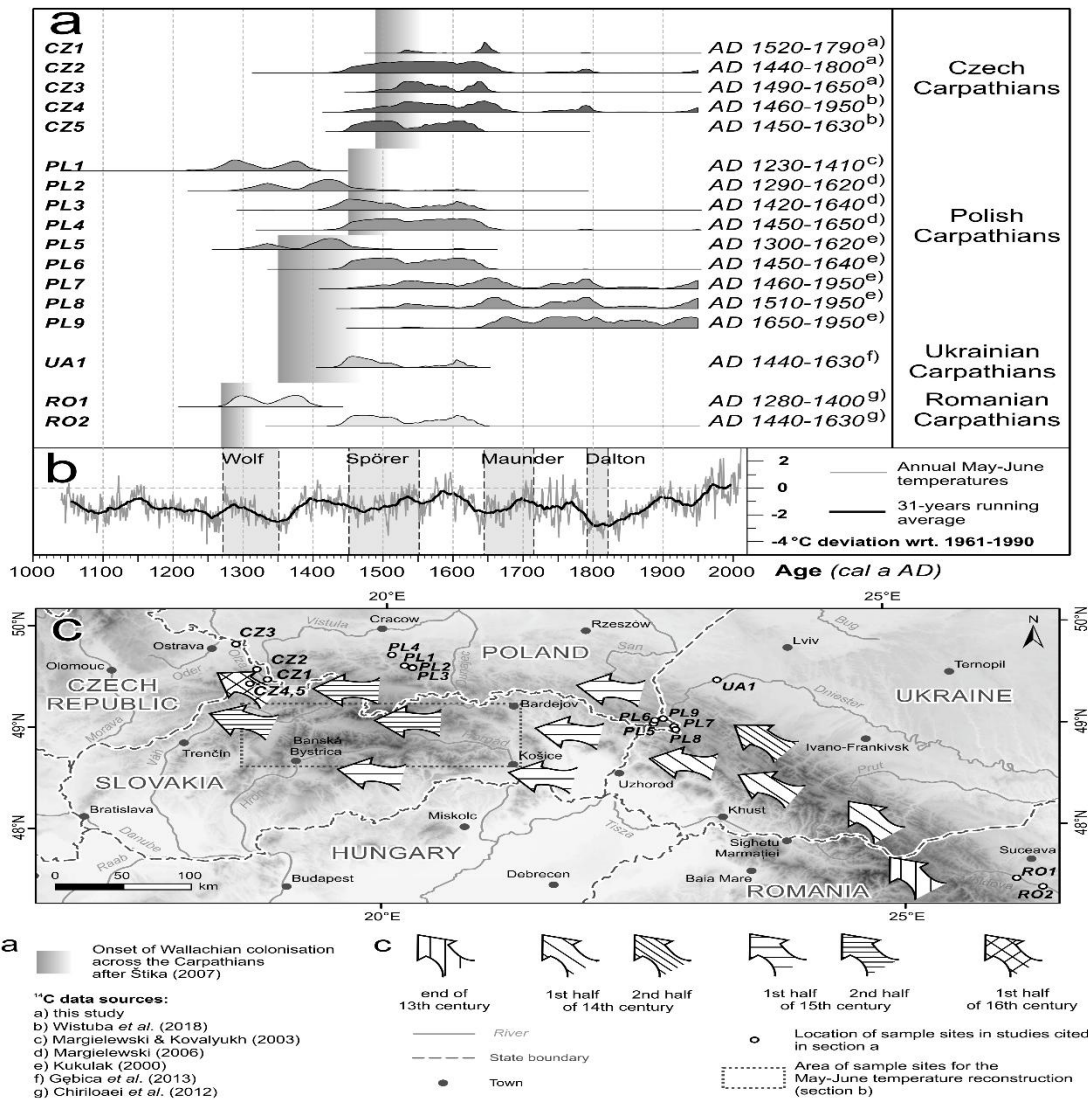 a
CZ1 AD 1520-1790a)
CZ2 AD 1440-1800a)
CZ3 AD 1490-1650a)
CZ4 AD 1460-1950b)
CZ5 AD 1450-1630b)
Czech
Carpathians
PL1 AD 1230-1410c)
PL2 AD 1290-1620d)
PL3 AD 1420-1640d)
PL4 AD 1450-1650d)
PL5 AD 1300-1620e)
PL6 AD 1450-1640e)
PL7 AD 1460-1950e)
PL8 AD 1510-1950e)
PL9 AD 1650-1950e)
Polish
Carpathians
UA1 AD 1440-1630f)
Ukrainian
Carpathians
RO1 AD 1280-1400g)
RO2 AD 1440-1630g)
Romanian
Carpathians
b
Wolf Spörer Maunder Dalton
2
0
-2
-4 °C deviation wrt. 1961-1990
Annual May-June
temperatures
31-years running
average
1000 1100 1200 1300 1400 1500 1600 1700 1800 1900 2000 Age (cal a AD)
c
20°E 25°E
50°N 50°N
49°N 49°N
48°N 48°N
N
Vistula
Cracow
Rzeszów
Bug
Lviv
Ostrava
CZ3
Olomouc
Oder
CZECH
REPUBLIC
CZ2
CZ1
CZ4,5
PL4
PL1
PL2
PL3
POLAND
San
UA1
Ternopil
UKRAINE
Dniester
Morava
Bardejov
PL6
PL9
PL7
PL5
PL8
Ivano-Frankivsk
Trenčín
Banská
Bystrica
Košice
Váh
SLOVAKIA
Hron
Uzhorod
Prut
Bratislava
Miskolc
Khust
Danube
Tisza
Sighetu
Marmației
Suceava
Raab
HUNGARY
Debrecen
Baia Mare
ROMANIA
RO1
RO2
0 50 100
km
Budapest
20°E 25°E
a
Onset of Wallachian colonisation
across the Carpathians
after Štika (2007)
14C data sources:
a) this study
b) Wistuba et al. (2018)
c) Margielewski & Kovalyukh (2003)
d) Margielewski (2006)
e) Kukulak (2000)
f) Gębica et al. (2013)
g) Chiriloaei et al. (2012)
c
end of
13th century
1st half 2nd half
of 14th century
1st half 2nd half
of 15th century
1st half
of 16th century
River
State boundary
Town
Location of sample sites in studies cited
in section a
Area of sample sites for the
May-June temperature reconstruction
(section b)